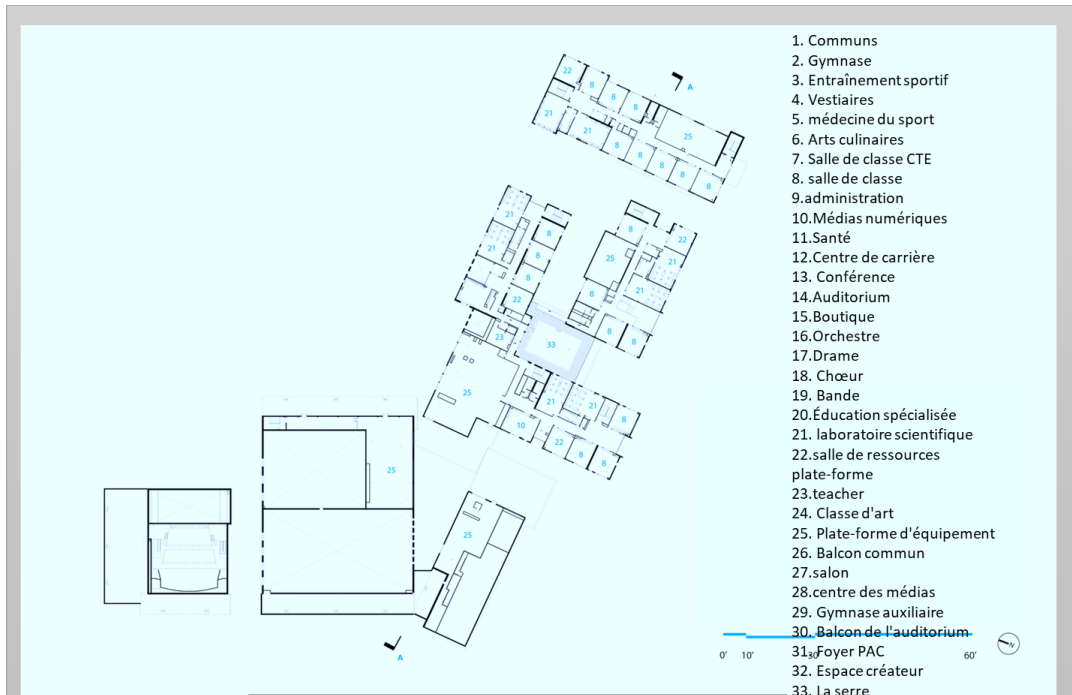 1. Communs
2. Gymnase
3. Entraînement sportif
4. Vestiaires
5. médecine du sport
6. Arts culinaires
7. Salle de classe CTE
8. salle de classe
9.administration
10.Médias numériques
11.Santé
12.Centre de carrière
13. Conférence
14.Auditorium
15.Boutique
16.Orchestre
17.Drame
18. Chœur
19. Bande
20.Éducation spécialisée
21. laboratoire scientifique
22.salle de ressources
plate-forme
23.teacher
24. Classe d'art
25. Plate-forme d'équipement
26. Balcon commun
27.salon
28.centre des médias
29. Gymnase auxiliaire
30. Balcon de l'auditorium
31. Foyer PAC
32. Espace créateur
33. La serre
22
8
8
8
A
21
21
25
8
8
8
8
8
21
8
21
8
8
22
23
8
22
25
21
21
8
8
8
33
25
21
21
8
10
22
8
8
25
25
A
0' 10' 30' 60'
N